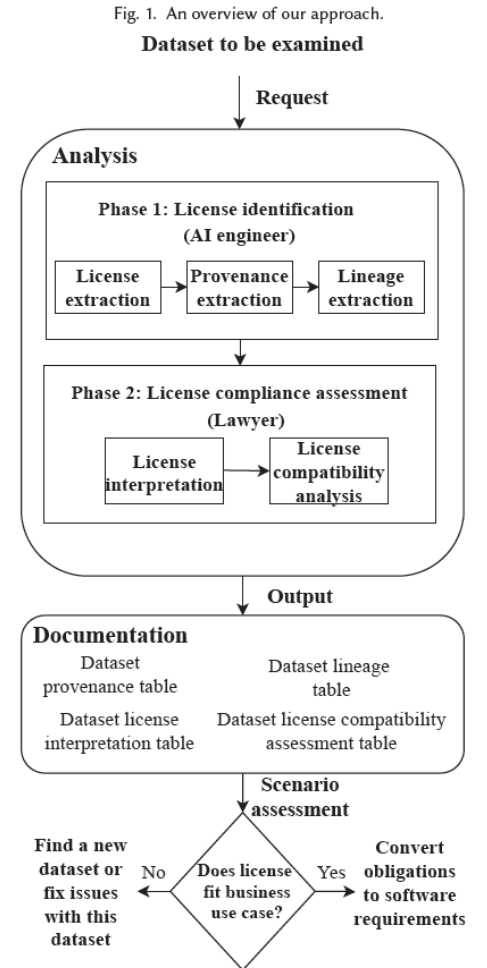 Fig. 1. An overview of our approach.
Dataset to be examined
Request
Analysis
Phase 1: License identification
(AI engineer)
License
extraction
Provenance
extraction
Lineage
extraction
Phase 2: License compliance assessment
(Lawyer)
License
interpretation
License
compatibility
analysis
Output
Documentation
Dataset
provenance table
Dataset lineage
table
Dataset license
interpretation table
Dataset license compatibility
assessment table
Scenario
assessment
Find a new
dataset or
fix issues
with this
dataset
No
Does license
fit business
use case?
Yes
Convert
obligations
to software
requirements